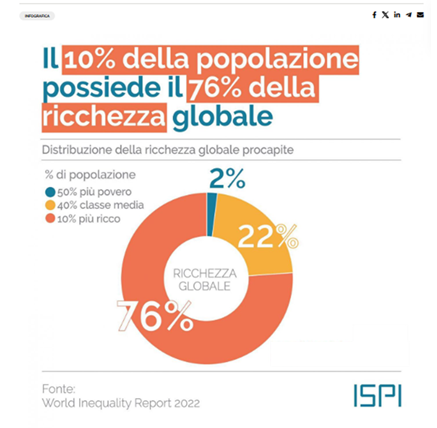 INFOGRAFICA
Il 10% della popolazione
possiede il 76% della
ricchezza globale
Distribuzione della ricchezza globale procapite
% di popolazione
50% più povero
40% classe media
10% più ricco
2%
22%
RICCHEZZA
GLOBALE
76%
Fonte:
World Inequality Report 2022
ISPI